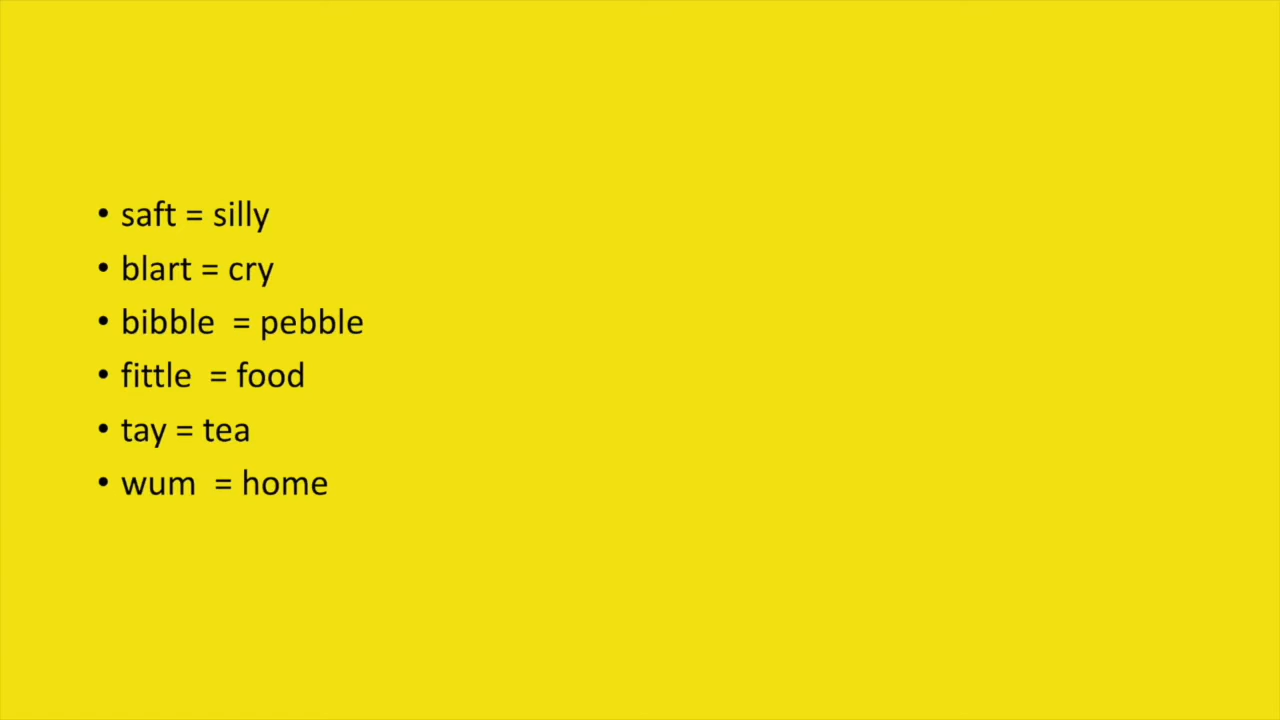 • saft = silly
• blart = cry
• bibble  = pebble
• fittle  = food
• tay = tea
• wum  = home